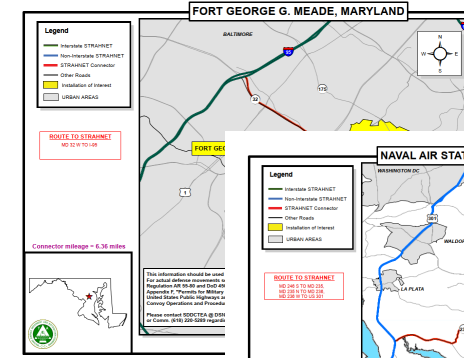 FORT GEORGE G. MEADE, MARYLAND
Legend
Interstate STRAHNET
Non-Interstate STRAHNET
STRAHNET Connector
Other Roads
Installation of Interest
URBAN AREAS
ROUTE TO STRAHNET
MD 32 W TO I-95
Connector mileage = 6.36 miles
BALTIMORE
95
175
32
1
N
W
E
S
FORT GEO
This information should be used
For actual defense movements
Regulation AR 55-80 and DoD
Appendix F, "Permits for Military
United States Public Highways
Convoy Operations and Procedu
Please contact SDDCTEA @ DSN
or Comm. (618) 220-5289 regardi
NAVAL AIR STAT
Legend
Interstate STRAHNET
Non-Interstate STRAHNET
STRAHNET Connector
Other Roads
Installation of Interest
URBAN AREAS
ROUTE TO STRAHNET
MD 246 S TO MD 235,
MD 235 N TO MD 238,
MD 238 W TO US 301
WASHINGTON DC
301
WALDOR
LA PLATA